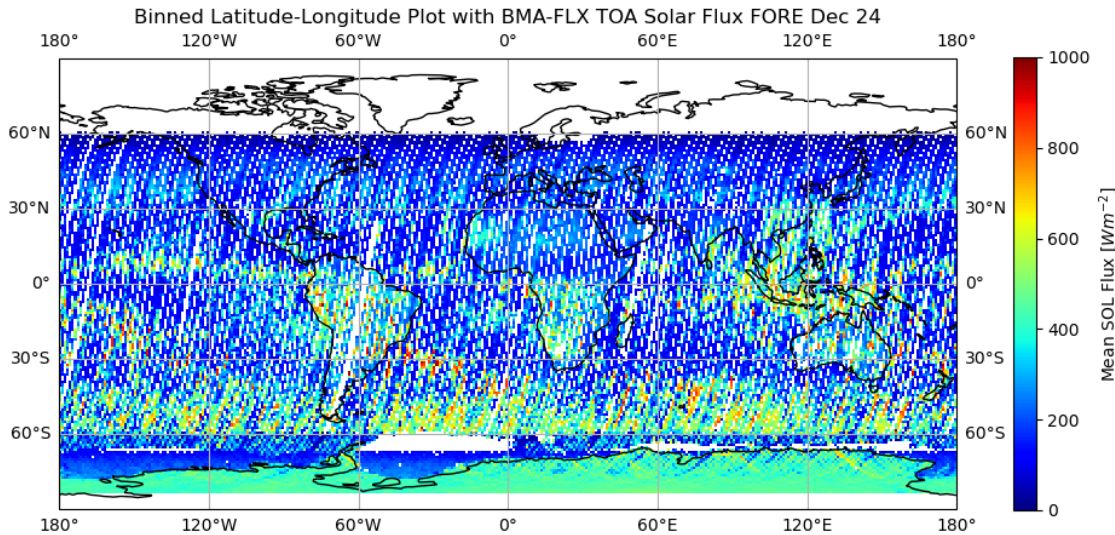 Binned Latitude-Longitude Plot with BMA-FLX TOA Solar Flux FORE Dec 24
180° 120°W 60°W 0° 60°E 120°E 180°
60°N 60°N
30°N 30°N
0° 0°
30°S 30°S
60°S 60°S
180° 120°W 60°W 0° 60°E 120°E 180°
1000
800
600
400
200
0
Mean SOL Flux [Wm⁻²]